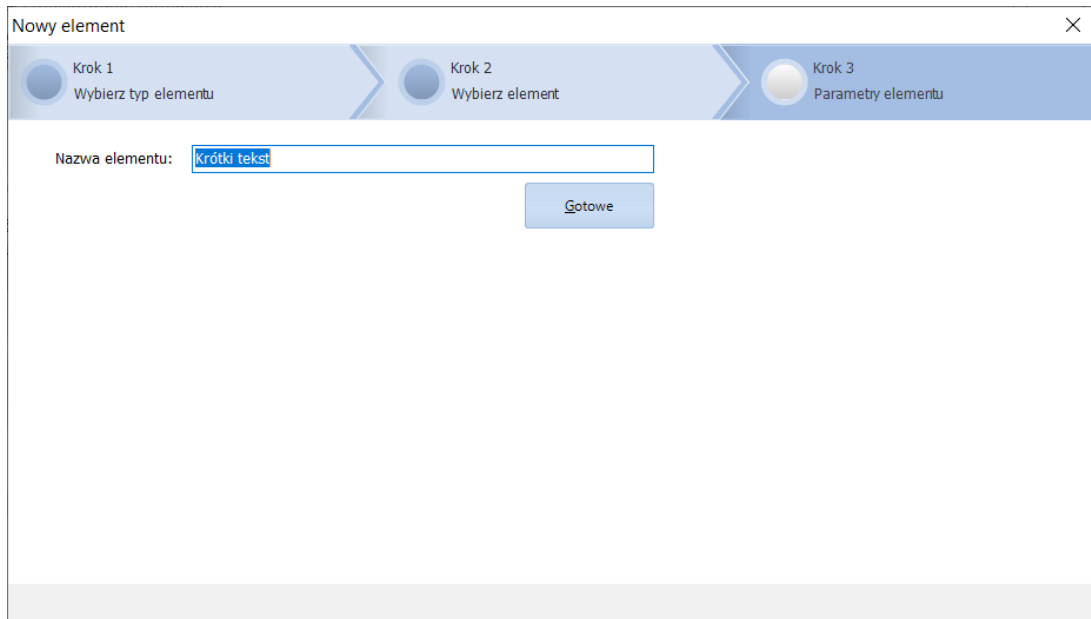 Nowy element
Krok 1
Wybierz typ elementu
Krok 2
Wybierz element
Krok 3
Parametry elementu
Nazwa elementu: Krótki tekst
Gotowe